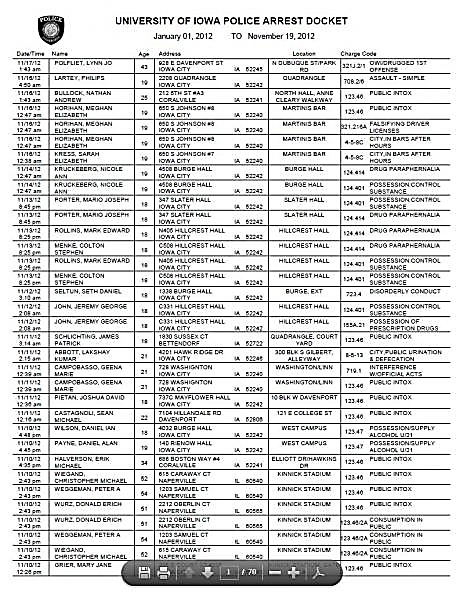 UNIVERSITY OF IOWA POLICE ARREST DOCKET
January 01, 2012 TO November 19, 2012
Date/Time Name Age Address Location Charge Code
11/17/12 POLFLIET, LYNN JO 43 928 E DAVENPORT ST N DUBUQUE ST/PARK 321J.2/1 OWI/DRUGGED 1ST
1:43 am IOWA CITY IA 52245 RD OFFENSE
11/16/12 LARTEY, PHILIPS 19 2208 QUADRANGLE QUADRANGLE 708.2/6 ASSAULT - SIMPLE
4:50 am IOWA CITY IA 52242
11/16/12 BULLOCK, NATHAN 25 212 5TH ST #A3 NORTH HALL, ANNE 123.46 PUBLIC INTOX
1:43 am ANDREW CORALVILLE IA 52241 CLEARY WALKWAY
11/16/12 HORIHAN, MEGHAN 19 650 S JOHNSON #8 MARTINIS BAR 123.46 PUBLIC INTOX
12:47 am ELIZABETH IOWA CITY IA 52240
11/16/12 HORIHAN, MEGHAN 19 650 S JOHNSON #8 MARTINIS BAR 321.216A FALSIFYING DRIVER
12:47 am ELIZABETH IOWA CITY IA 52240 LICENSES
11/16/12 HORIHAN, MEGHAN 19 650 S JOHNSON #8 MARTINIS BAR 4-5-8C CITY,IN BARS AFTER
12:47 am ELIZABETH IOWA CITY IA 52240 HOURS
11/16/12 KRESS, SARAH 19 650 S JOHNSON #7 MARTINIS BAR 4-5-8C CITY,IN BARS AFTER
12:38 am ELIZABETH IOWA CITY IA 52240 HOURS
11/14/12 KRUCKEBERG, NICOLE 19 4508 BURGE HALL BURGE HALL 124.414 DRUG PARAPHERNALIA
12:47 am ANN IOWA CITY IA 52242
11/14/12 KRUCKEBERG, NICOLE 19 4508 BURGE HALL BURGE HALL 124.401 POSSESSION CONTROL
12:47 am ANN IOWA CITY IA 52242 SUBSTANCE
11/13/12 PORTER, MARIO JOSEPH 18 347 SLATER HALL SLATER HALL 124.401 POSSESSION CONTROL
8:45 pm IOWA CITY IA 52242 SUBSTANCE
11/13/12 PORTER, MARIO JOSEPH 18 347 SLATER HALL SLATER HALL 124.414 DRUG PARAPHERNALIA
8:45 pm IOWA CITY IA 52242
11/13/12 ROLLINS, MARK EDWARD 18 N405 HILLCREST HALL HILLCREST HALL 124.414 DRUG PARAPHERNALIA
8:25 pm IOWA CITY IA 52242
11/13/12 MENKE, COLTON 18 C508 HILLCREST HALL HILLCREST HALL 124.414 DRUG PARAPHERNALIA
8:25 pm STEPHEN IOWA CITY IA 52242
11/13/12 ROLLINS, MARK EDWARD 18 N405 HILLCREST HALL HILLCREST HALL 124.401 POSSESSION CONTROL
8:25 pm IOWA CITY IA 52242 SUBSTANCE
11/13/12 MENKE, COLTON 18 C508 HILLCREST HALL HILLCREST HALL 124.401 POSSESSION CONTROL
8:25 pm STEPHEN IOWA CITY IA 52242 SUBSTANCE
11/12/12 SELTUN, SETH DANIEL 18 1338 BURGE HALL BURGE, EXT. 723.4 DISORDERLY CONDUCT
3:10 am IOWA CITY IA 52242
11/12/12 JOHN, JEREMY GEORGE 18 C331 HILLCREST HALL HILLCREST HALL 124.401 POSSESSION CONTROL
2:08 am IOWA CITY IA 52242 SUBSTANCE
11/12/12 JOHN, JEREMY GEORGE 18 C331 HILLCREST HALL HILLCREST HALL 155A.21 POSSESSION OF
2:08 am IOWA CITY IA 52242 PRESCRIPTION DRUGS
11/11/12 SCHLICHTING, JAMES 18 1830 SUSSEX CT QUADRANGLE, COURT 123.46 PUBLIC INTOX
3:14 am PATRICK BETTENDORF IA 52722 YARD
11/11/12 ABBOTT, LAKSHAY 21 4201 HAWK RIDGE DR 300 BLK S GILBERT, 8-5-13 CITY,PUBLIC URINATION
2:15 am KUMAR IOWA CITY IA 52246 ALLEYWAY & DEFECATION
11/11/12 CAMPOBASSO, GEENA 21 728 WASHIGNTON WASHINGTON/LINN 719.1 INTERFERENCE
12:39 am MARIE IOWA CITY IA 52240 W/OFFICIAL ACTS
11/11/12 CAMPOBASSO, GEENA 21 728 WASHIGNTON WASHINGTON/LINN 123.46 PUBLIC INTOX
12:39 am MARIE IOWA CITY IA 52240
11/11/12 PIETAN, JOSHUA DAVID 18 737C MAYFLOWER HALL 10 BLK W DAVENPORT 123.46 PUBLIC INTOX
12:36 am IOWA CITY IA 52242
11/11/12 CASTAGNOLI, SEAN 22 7104 HILLANDALE RD 121 E COLLEGE ST 123.46 PUBLIC INTOX
12:16 am MICHAEL DAVENPORT IA 52806
11/10/12 WILSON, DANIEL IAN 18 4032 BURGE HALL WEST CAMPUS 123.47 POSSESSION/SUPPLY
4:48 pm IOWA CITY IA 52242 ALCOHOL U/21
11/10/12 PAYNE, DANIEL ALAN 19 140 RIENOW HALL WEST CAMPUS 123.47 POSSESSION/SUPPLY
4:45 pm IOWA CITY IA 52242 ALCOHOL U/21
11/10/12 HALVERSON, ERIK 34 888 BOSTON WAY #4 ELLIOTT DR/HAWKINS 123.46 PUBLIC INTOX
4:35 pm MICHAEL CORALVILLE IA 52241 DR
11/10/12 WIEGAND, 52 615 CARAWAY CT KINNICK STADIUM 123.46 PUBLIC INTOX
2:43 pm CHRISTOPHER MICHAEL NAPERVILLE IL 60540
11/10/12 WEGGEMAN, PETER A 54 1203 SAMUEL CT KINNICK STADIUM 123.46 PUBLIC INTOX
2:43 pm NAPERVILLE IL 60540
11/10/12 WURZ, DONALD ERICH 51 2212 OBERLIN CT KINNICK STADIUM 123.46 PUBLIC INTOX
2:43 pm NAPERVILLE IL 60565
11/10/12 WURZ, DONALD ERICH 51 2212 OBERLIN CT KINNICK STADIUM 123.46/2A CONSUMPTION IN
2:43 pm NAPERVILLE IL 60565 PUBLIC
11/10/12 WEGGEMAN, PETER A 54 1203 SAMUEL CT KINNICK STADIUM 123.46/2A CONSUMPTION IN
2:43 pm NAPERVILLE IL 60540 PUBLIC
11/10/12 WIEGAND, 52 615 CARAWAY CT KINNICK STADIUM 123.46/2A CONSUMPTION IN
2:43 pm CHRISTOPHER MICHAEL NAPERVILLE IL 60540 PUBLIC
11/10/12 GRIER, MARY JANE 123.46 PUBLIC INTOX
12:28 pm
1 / 70